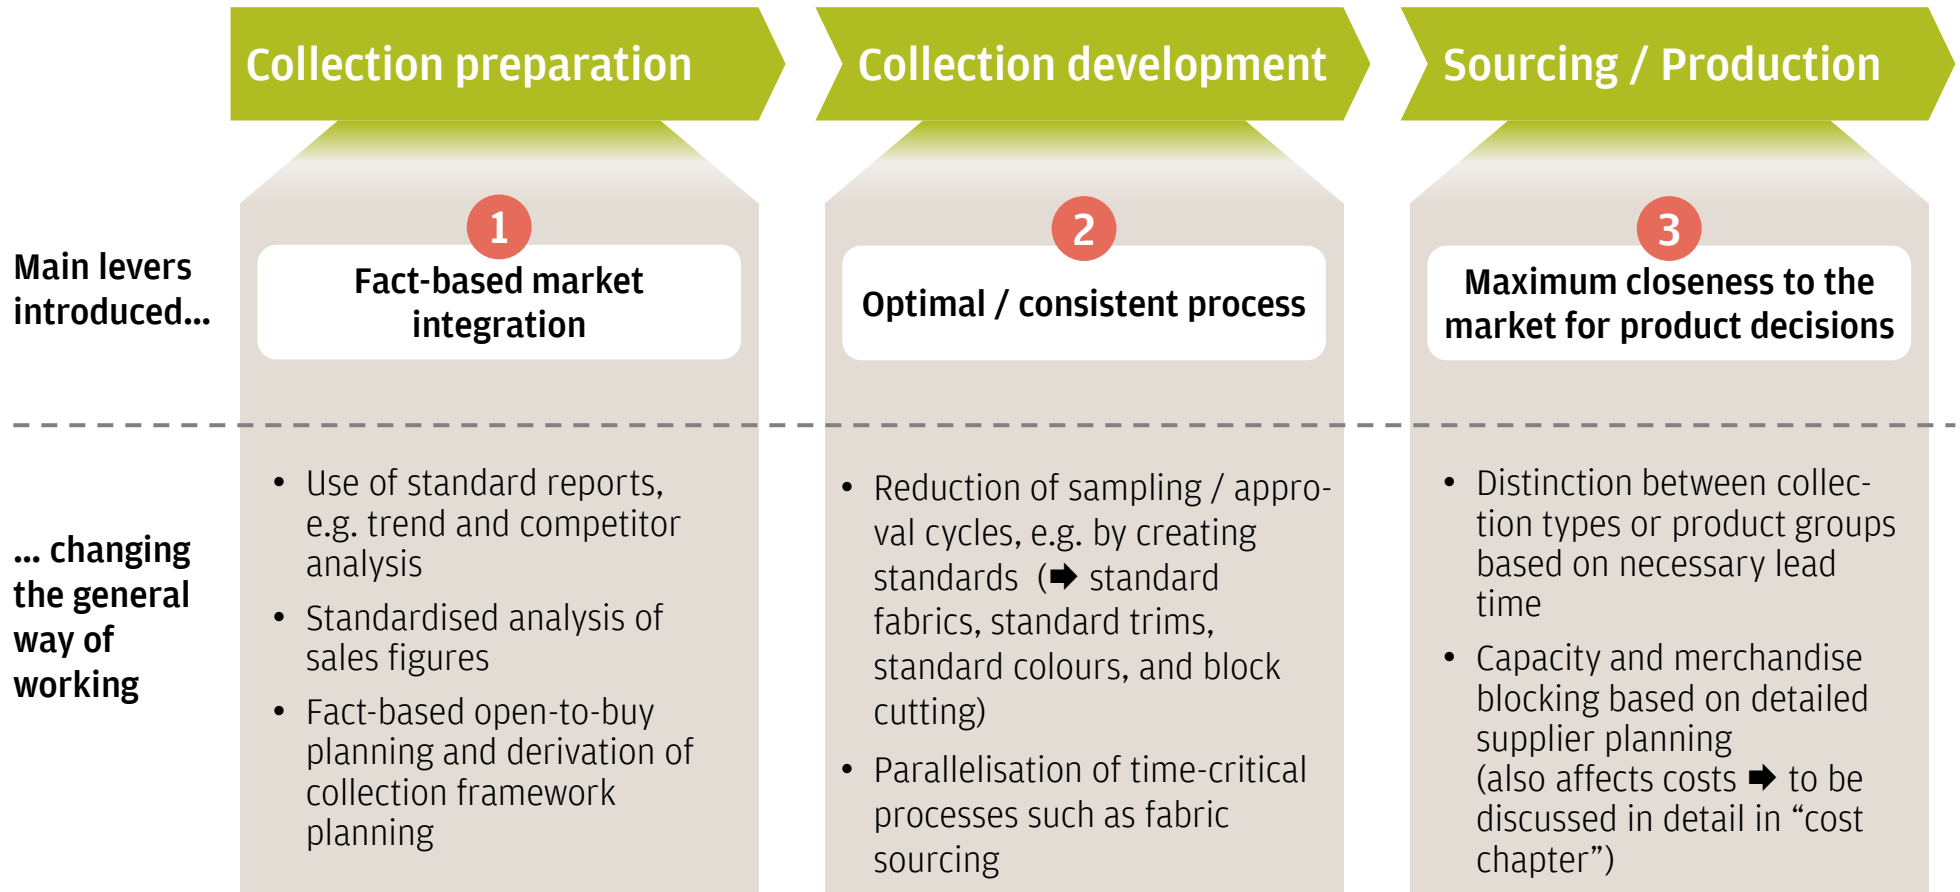 Collection preparation
Collection development
Sourcing / Production
Main levers
introduced...
1
Fact-based market
integration
2
Optimal / consistent process
3
Maximum closeness to the
market for product decisions
... changing
the general
way of
working
• Use of standard reports,
e.g. trend and competitor
analysis
• Standardised analysis of
sales figures
• Fact-based open-to-buy
planning and derivation of
collection framework
planning
• Reduction of sampling / appro-
val cycles, e.g. by creating
standards (➡ standard
fabrics, standard trims,
standard colours, and block
cutting)
• Parallelisation of time-critical
processes such as fabric
sourcing
• Distinction between collec-
tion types or product groups
based on necessary lead
time
• Capacity and merchandise
blocking based on detailed
supplier planning
(also affects costs ➡ to be
discussed in detail in “cost
chapter”)